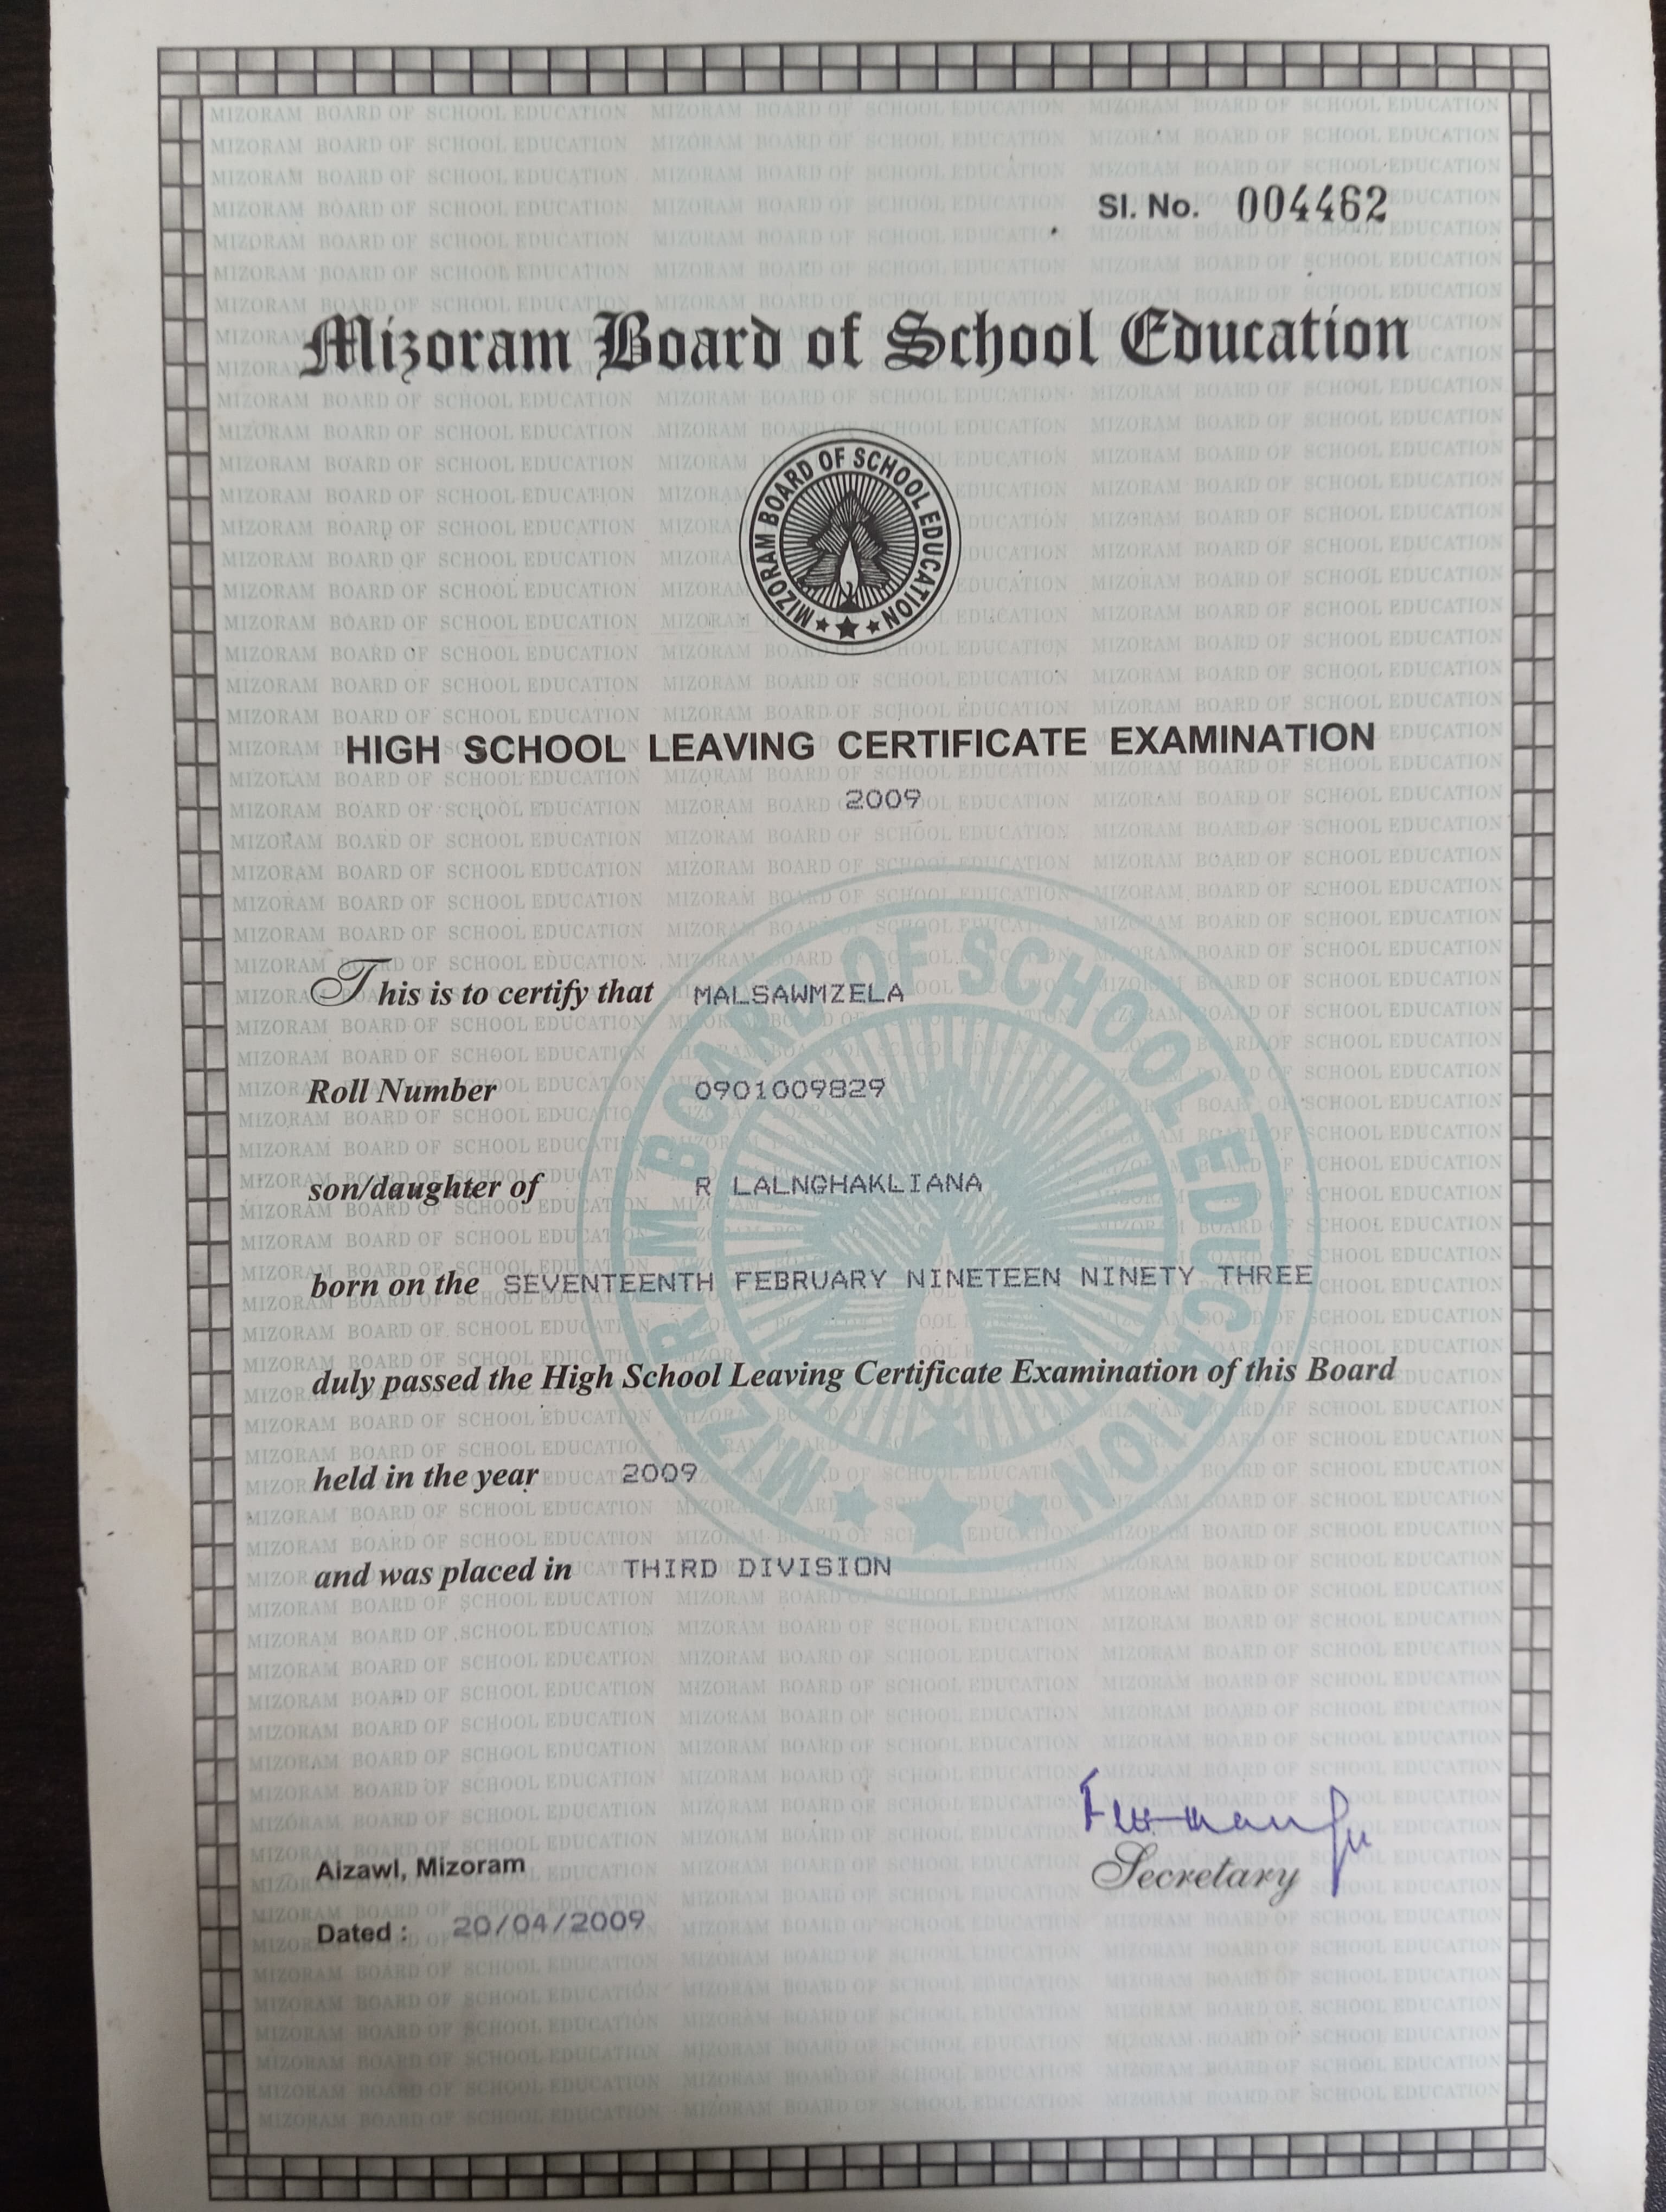 Sl. No. 004462
Mizoram Board of School Education
MIZORAM BOARD OF SCHOOL EDUCATION
HIGH SCHOOL LEAVING CERTIFICATE EXAMINATION
2009
This is to certify that MALSAWMZELA
Roll Number 0901009829
son/daughter of R LALNGHAKLIANA
born on the SEVENTEENTH FEBRUARY NINETEEN NINETY THREE
duly passed the High School Leaving Certificate Examination of this Board
held in the year 2009
and was placed in THIRD DIVISION
Secretary
Aizawl, Mizoram
Dated : 20/04/2009